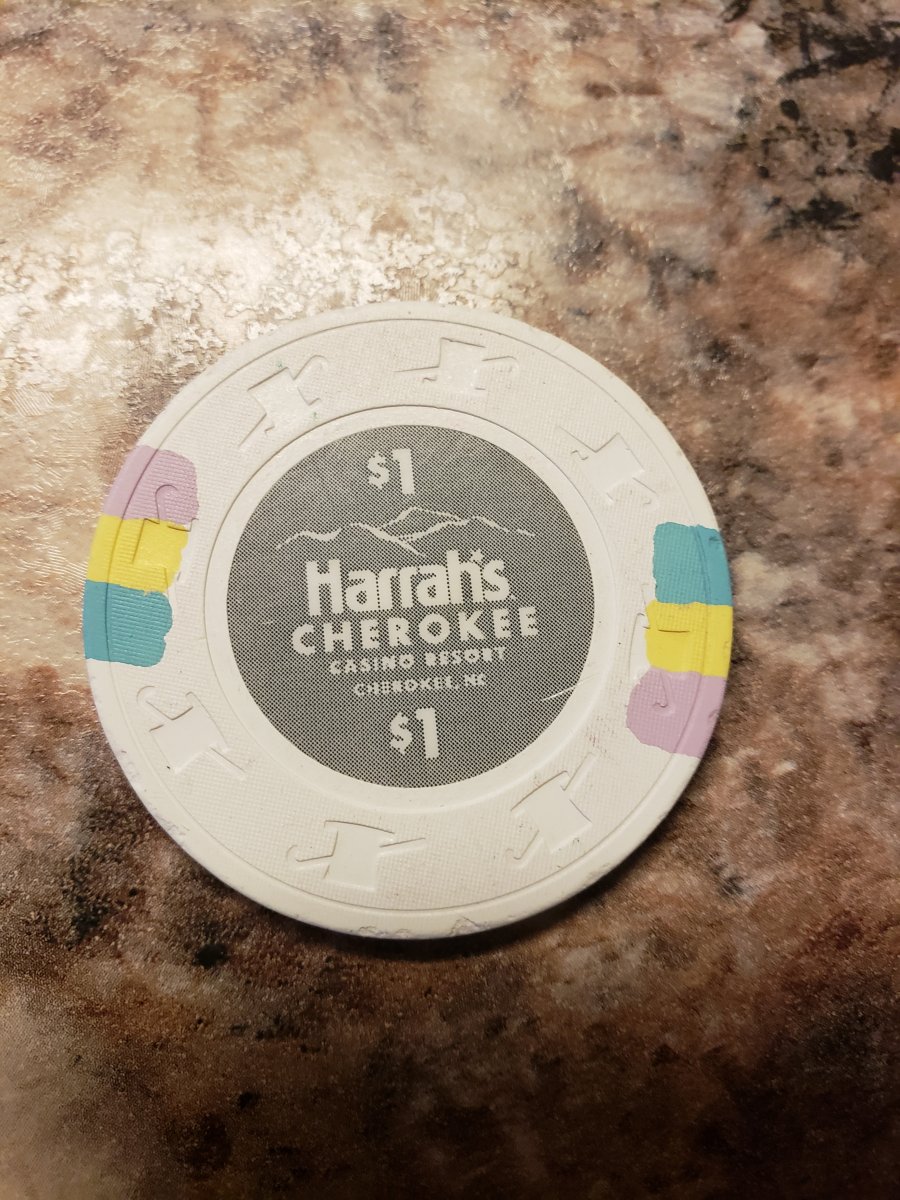 $1
Harrah's
CHEROKEE
CASINO RESORT
CHEROKEE, NC
$1